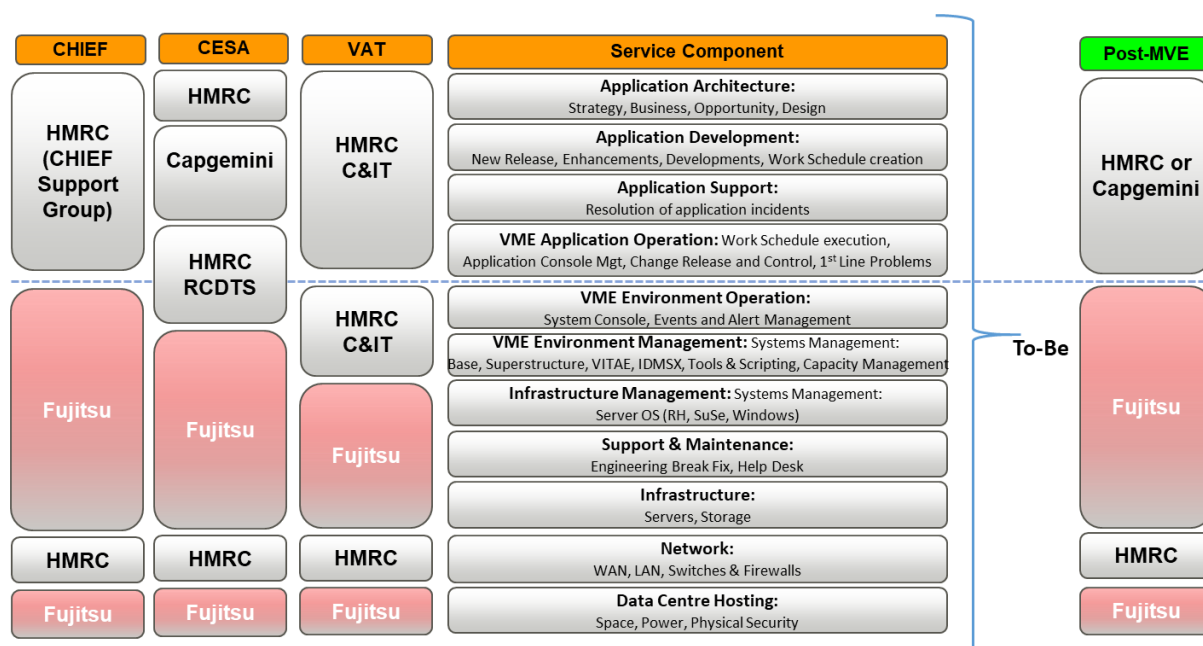 CHIEF
CESA
VAT
Service Component
Post-MVE
HMRC
(CHIEF
Support
Group)
HMRC
Capgemini
HMRC
RCDTS
HMRC
C&IT
Application Architecture:
Strategy, Business, Opportunity, Design
Application Development:
New Release, Enhancements, Developments, Work Schedule creation
Application Support:
Resolution of application incidents
VME Application Operation: Work Schedule execution,
Application Console Mgt, Change Release and Control, 1st Line Problems
HMRC or
Capgemini
Fujitsu
Fujitsu
HMRC
C&IT
Fujitsu
VME Environment Operation:
System Console, Events and Alert Management
VME Environment Management: Systems Management:
Base, Superstructure, VITAE, IDMSX, Tools & Scripting, Capacity Management
Infrastructure Management: Systems Management:
Server OS (RH, SuSe, Windows)
Support & Maintenance:
Engineering Break Fix, Help Desk
Infrastructure:
Servers, Storage
To-Be
Fujitsu
HMRC
HMRC
HMRC
Network:
WAN, LAN, Switches & Firewalls
HMRC
Fujitsu
Fujitsu
Fujitsu
Data Centre Hosting:
Space, Power, Physical Security
Fujitsu